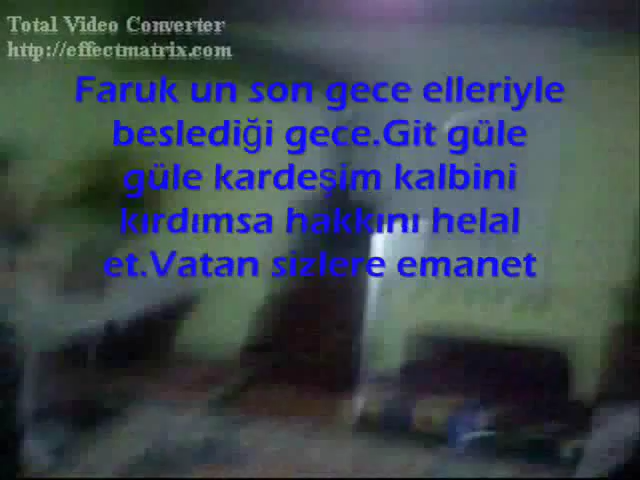 Total Video Converter
http://effectmatrix.com
Faruk un son gece elleriyle
beslediği gece.Git güle
güle kardeşim kalbini
kırdımsa hakkını helal
et.Vatan sizlere emanet